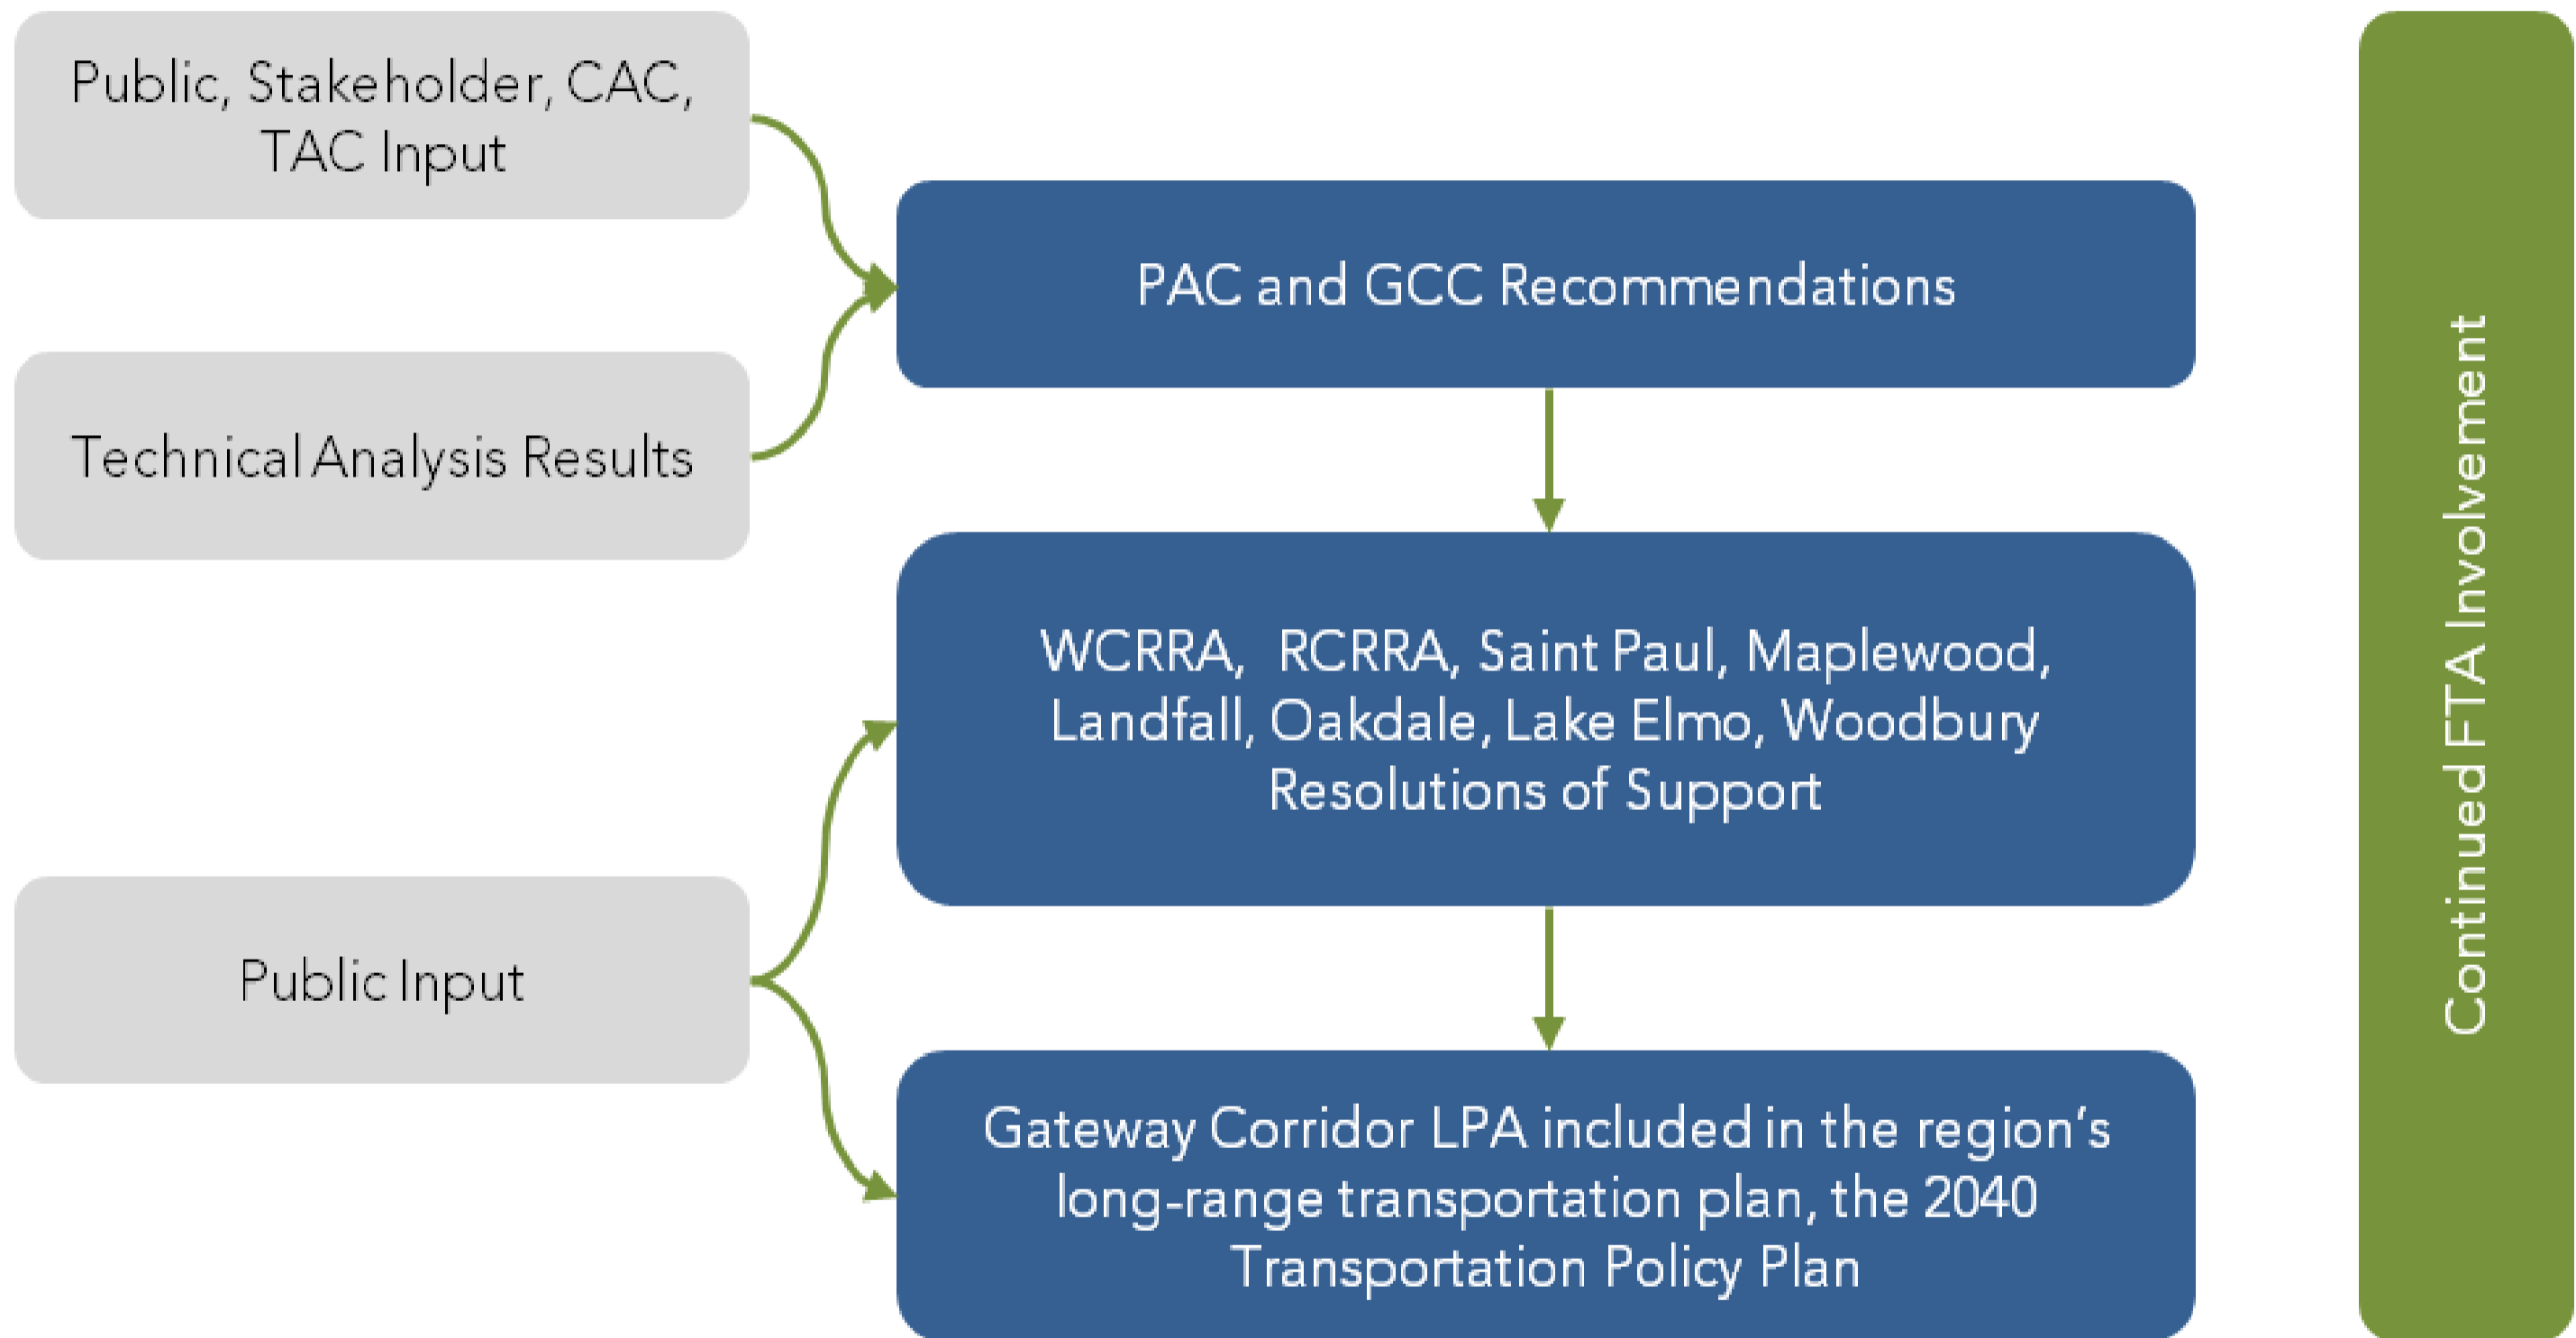 Public, Stakeholder, CAC,
TAC Input
PAC and GCC Recommendations
Technical Analysis Results
WCRRA, RCRRA, Saint Paul, Maplewood,
Landfall, Oakdale, Lake Elmo, Woodbury
Resolutions of Support
Public Input
Gateway Corridor LPA included in the region’s
long-range transportation plan, the 2040
Transportation Policy Plan
Continued FTA Involvement